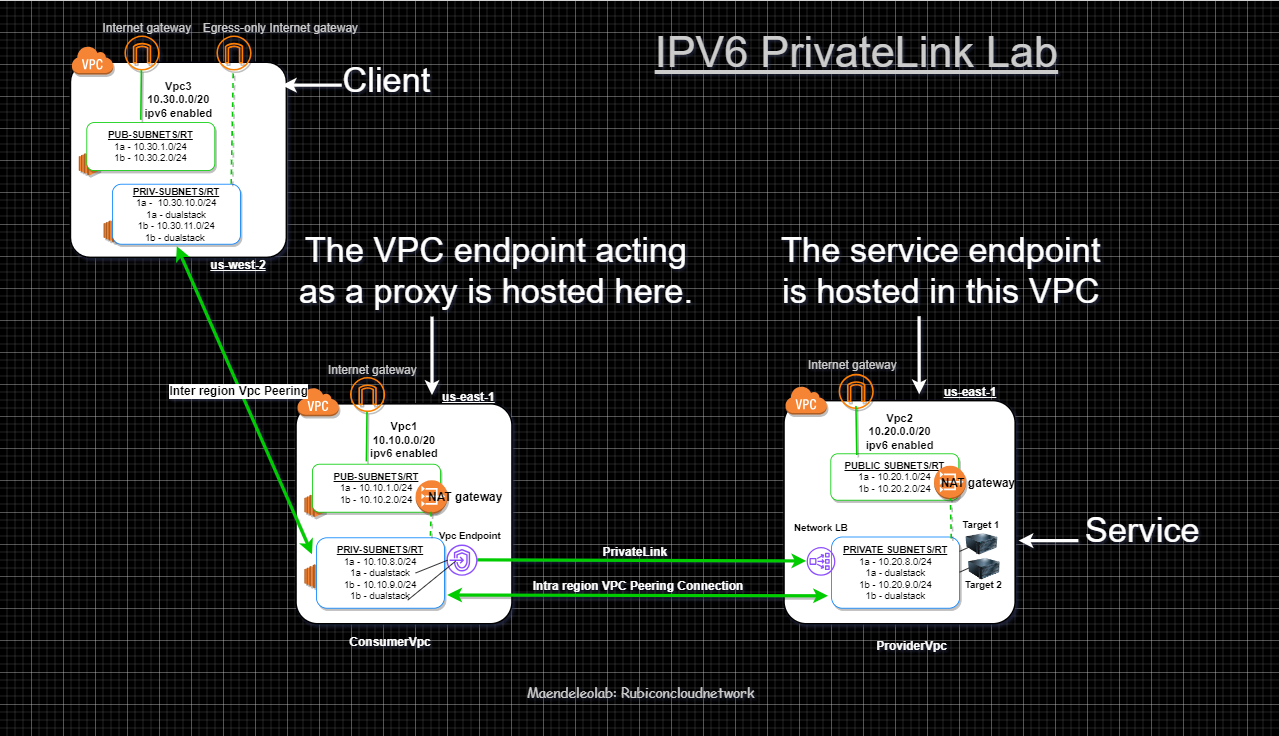 IPV6 PrivateLink Lab
Internet gateway
Egress-only Internet gateway
VPC
Client
Vpc3
10.30.0.0/20
ipv6 enabled
PUB-SUBNETS/RT
1a - 10.30.1.0/24
1b - 10.30.2.0/24
PRIV-SUBNETS/RT
1a - 10.30.10.0/24
1a - dualstack
1b - 10.30.11.0/24
1b - dualstack
us-west-2
The VPC endpoint acting
as a proxy is hosted here.
The service endpoint
is hosted in this VPC
Inter region Vpc Peering
Internet gateway
VPC
us-east-1
Vpc1
10.10.0.0/20
ipv6 enabled
PUB-SUBNETS/RT
1a - 10.10.1.0/24
1b - 10.10.2.0/24
NAT gateway
Vpc Endpoint
PRIV-SUBNETS/RT
1a - 10.10.8.0/24
1a - dualstack
1b - 10.10.9.0/24
1b - dualstack
ConsumerVpc
PrivateLink
Intra region VPC Peering Connection
Internet gateway
VPC
us-east-1
Vpc2
10.20.0.0/20
ipv6 enabled
PUBLIC SUBNETS/RT
1a - 10.20.1.0/24
1b - 10.20.2.0/24
NAT gateway
Network LB
Target 1
PRIVATE SUBNETS/RT
1a - 10.20.8.0/24
1a - dualstack
1b - 10.20.9.0/24
1b - dualstack
Target 2
Service
ProviderVpc
Maendeleolab: Rubiconcloudnetwork